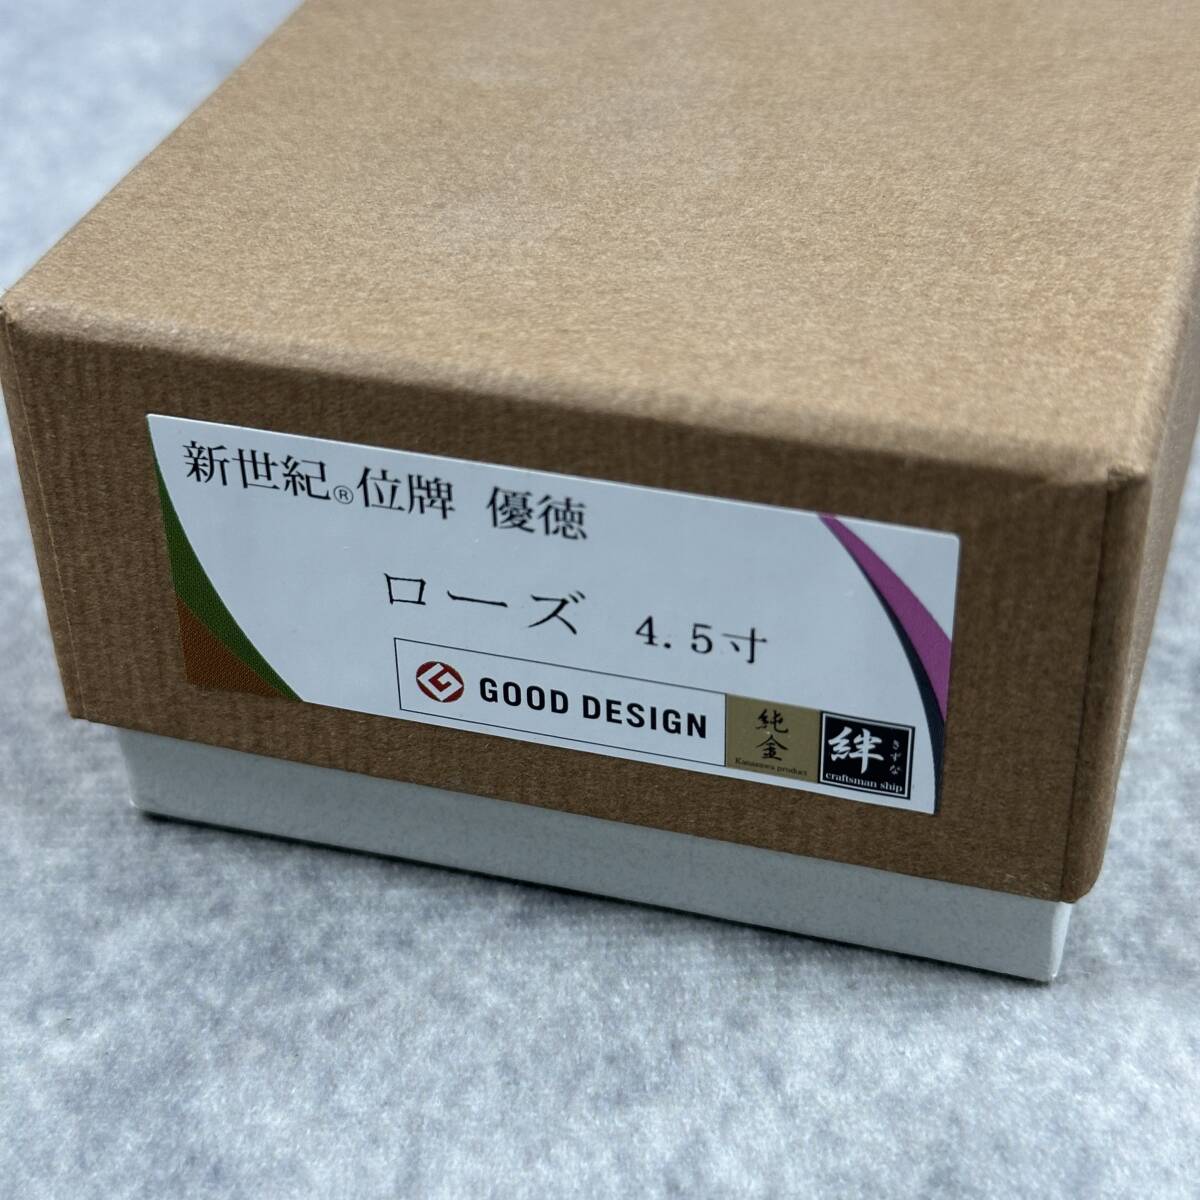 新世紀®位牌 優徳
ローズ 4.5寸
GOOD DESIGN
純金
Kanazawa product
絆
きずな
craftsman ship